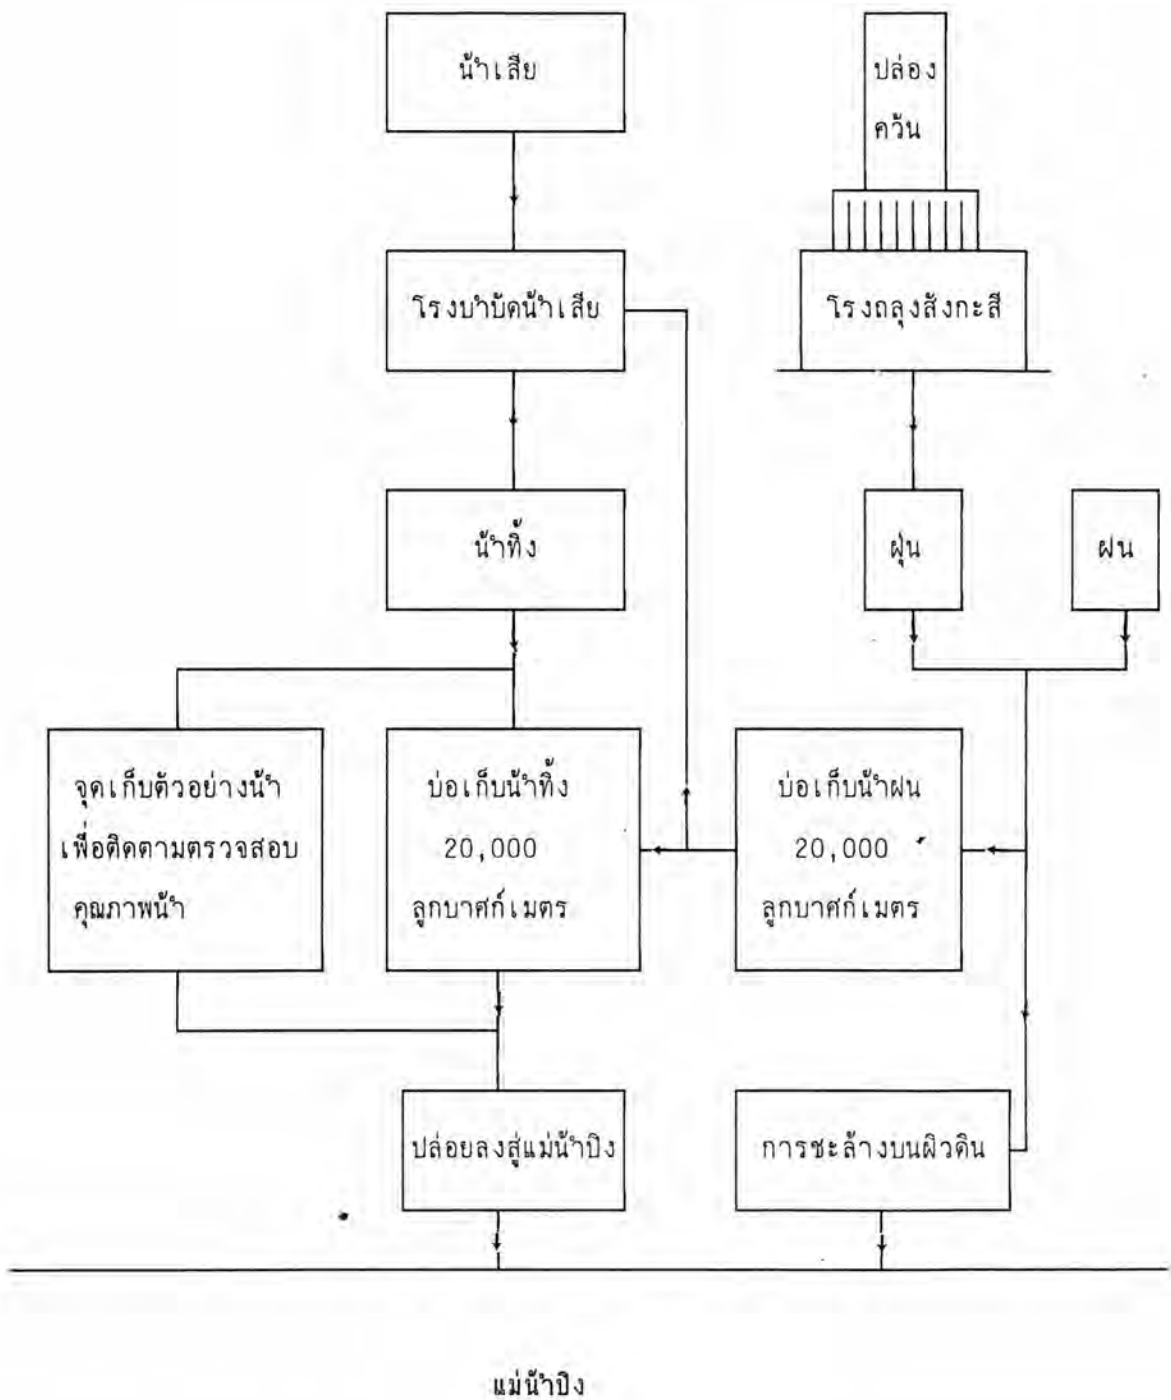 น้ำเสีย
ปล่อง
ควัน
โรงบำบัดน้ำเสีย
โรงถลุงสังกะสี
น้ำทิ้ง
ฝุ่น
ฝน
จุดเก็บตัวอย่างน้ำ
เพื่อติดตามตรวจสอบ
คุณภาพน้ำ
บ่อเก็บน้ำทิ้ง
20,000
ลูกบาศก์เมตร
บ่อเก็บน้ำฝน
20,000
ลูกบาศก์เมตร
ปล่อยลงสู่แม่น้ำปิง
การชะล้างบนผิวดิน
แม่น้ำปิง